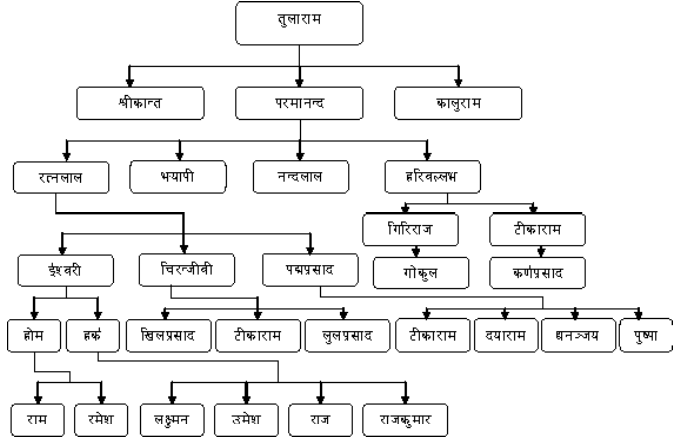 तुलाराम
श्रीकान्त परमानन्द कालुराम
रत्नलाल भयापी नन्दलाल हरिवल्लभ
गिरिराज टीकाराम
ईश्वरी चिरन्जीवी पद्मप्रसाद गोकुल कर्णप्रसाद
होम हर्क खिलप्रसाद टीकाराम लुलप्रसाद टीकाराम दयाराम धनञ्जय पुष्पा
राम रमेश लक्ष्मन उमेश राज राजकुमार